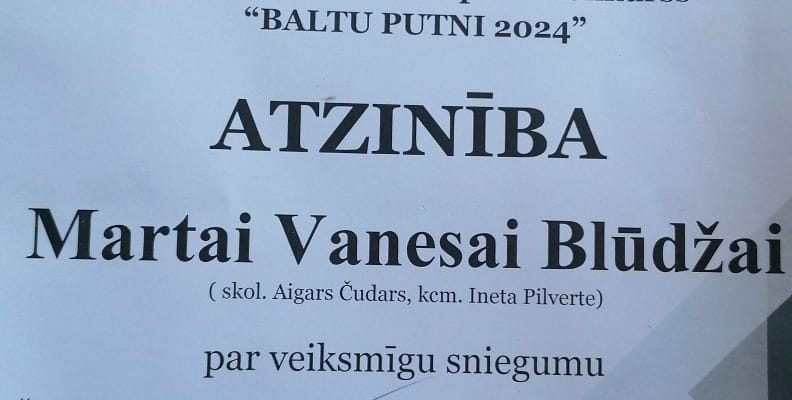 “BALTU PUTNI 2024”
ATZINĪBA
Martai Vanesai Blūdžai
( skol. Aigars Čudars, kcm. Ineta Pilverte)
par veiksmīgu sniegumu